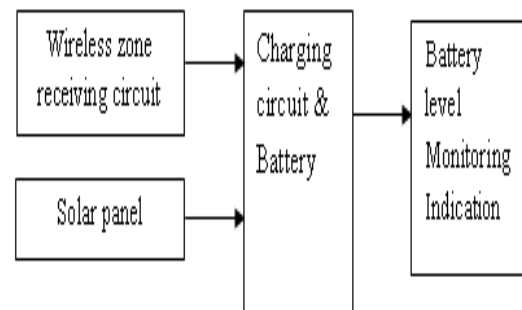 Wireless zone
receiving circuit
Solar panel
Charging
circuit &
Battery
Battery
level
Monitoring
Indication